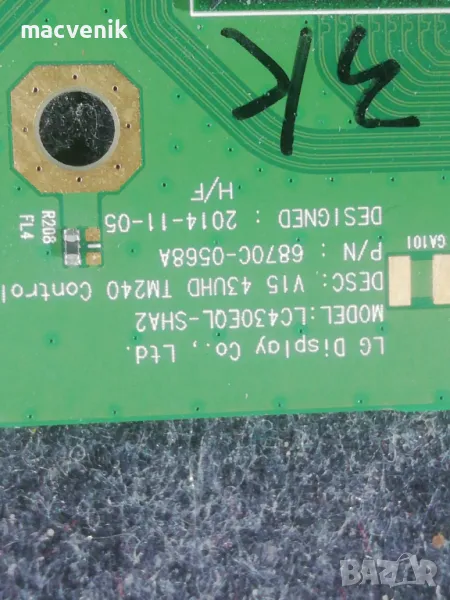 macvenik
LG Display Co., Ltd.
MODEL:LC430EQL-SHA2
DESC: V15 43UHD TM240 Control
P/N : 6870C-0568A
DESIGNED : 2014-11-05
H/F
R208
FL4
GA101
BAZAR